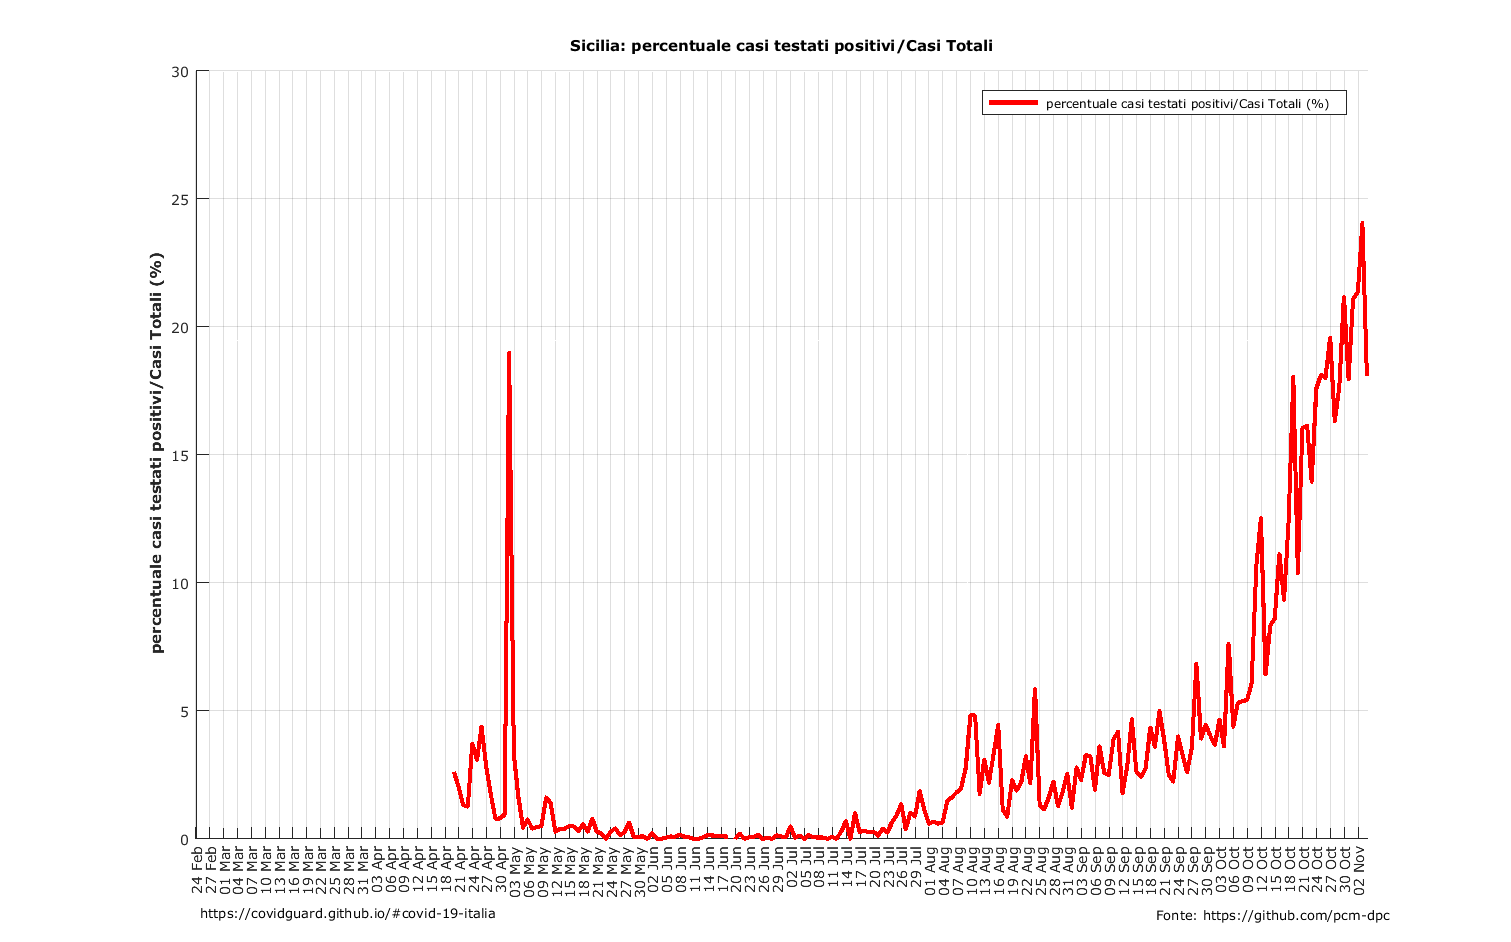 Sicilia: percentuale casi testati positivi/Casi Totali
percentuale casi testati positivi/Casi Totali (%)
percentuale casi testati positivi/Casi Totali (%)
30
25
20
15
10
5
0
24 Feb
27 Feb
01 Mar
04 Mar
07 Mar
10 Mar
13 Mar
16 Mar
19 Mar
22 Mar
25 Mar
28 Mar
31 Mar
03 Apr
06 Apr
09 Apr
12 Apr
15 Apr
18 Apr
21 Apr
24 Apr
27 Apr
30 Apr
03 May
06 May
09 May
12 May
15 May
18 May
21 May
24 May
27 May
30 May
02 Jun
05 Jun
08 Jun
11 Jun
14 Jun
17 Jun
20 Jun
23 Jun
26 Jun
29 Jun
02 Jul
05 Jul
08 Jul
11 Jul
14 Jul
17 Jul
20 Jul
23 Jul
26 Jul
29 Jul
01 Aug
04 Aug
07 Aug
10 Aug
13 Aug
16 Aug
19 Aug
22 Aug
25 Aug
28 Aug
31 Aug
03 Sep
06 Sep
09 Sep
12 Sep
15 Sep
18 Sep
21 Sep
24 Sep
27 Sep
30 Sep
03 Oct
06 Oct
09 Oct
12 Oct
15 Oct
18 Oct
21 Oct
24 Oct
27 Oct
30 Oct
02 Nov
https://covidguard.github.io/#covid-19-italia
Fonte: https://github.com/pcm-dpc